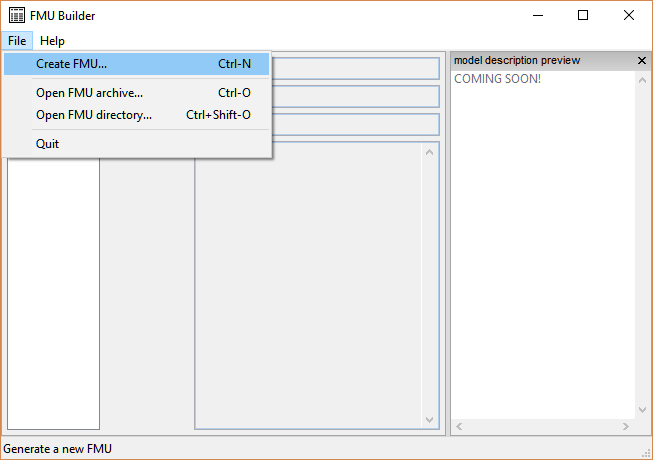 FMU Builder
File Help
Create FMU... Ctrl-N
Open FMU archive... Ctrl-O
Open FMU directory... Ctrl+Shift-O
Quit
model description preview
COMING SOON!
Generate a new FMU